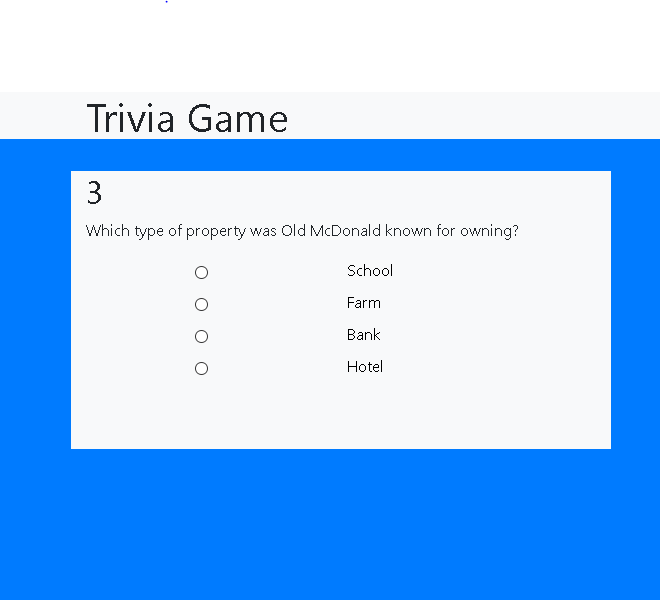 Trivia Game
3
Which type of property was Old McDonald known for owning?
School
Farm
Bank
Hotel